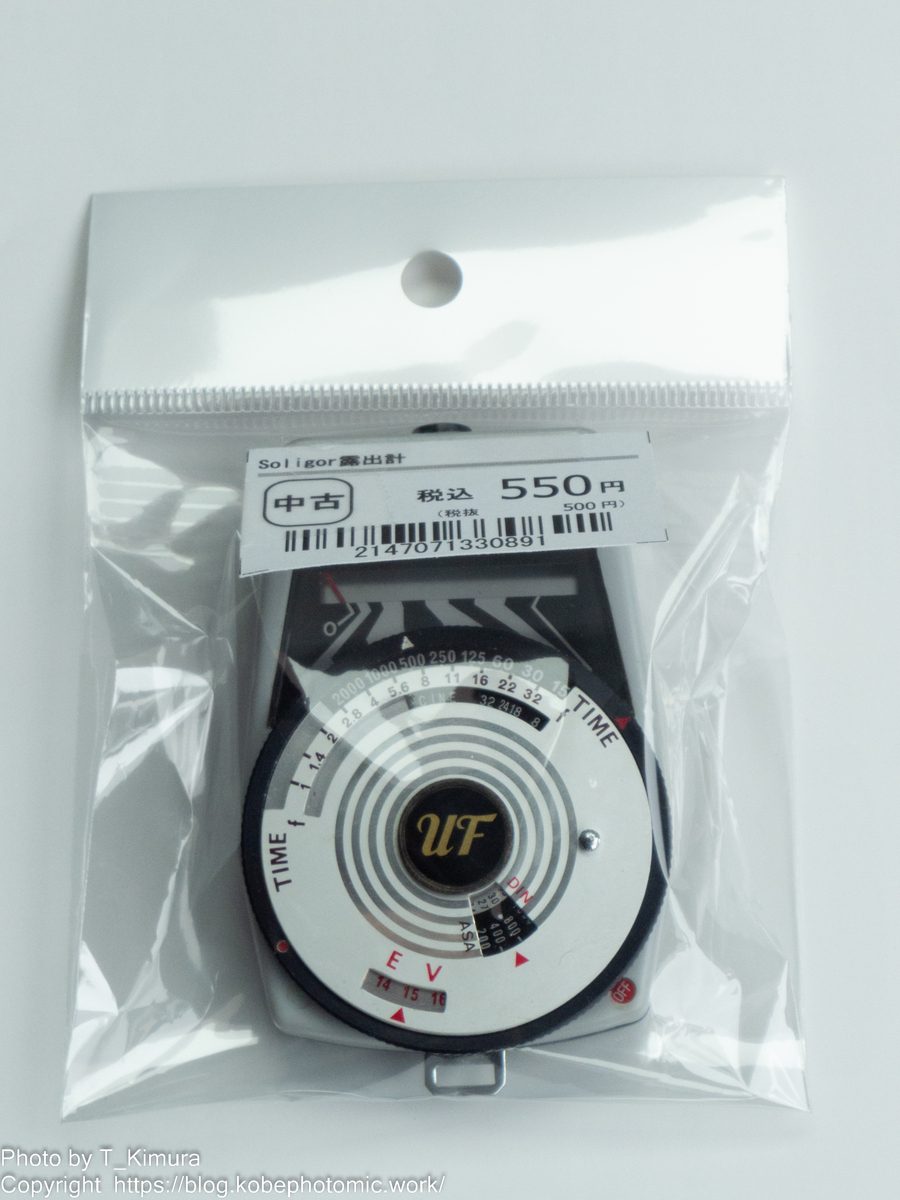 Soligor露出計
中古 税込 550円
(税抜 500円)
2147071330891
0
2000 1000 500 250 125 60 30 15
1 1.4 2 2.8 4 5.6 8 11 16 22 32 f
CINE 32 24 18 8
TIME
f
TIME
UF
DIN
30
27
800
400
200
ASA
E V
14 15 16
OFF
Photo by T_Kimura
Copyright https://blog.kobephotomic.work/